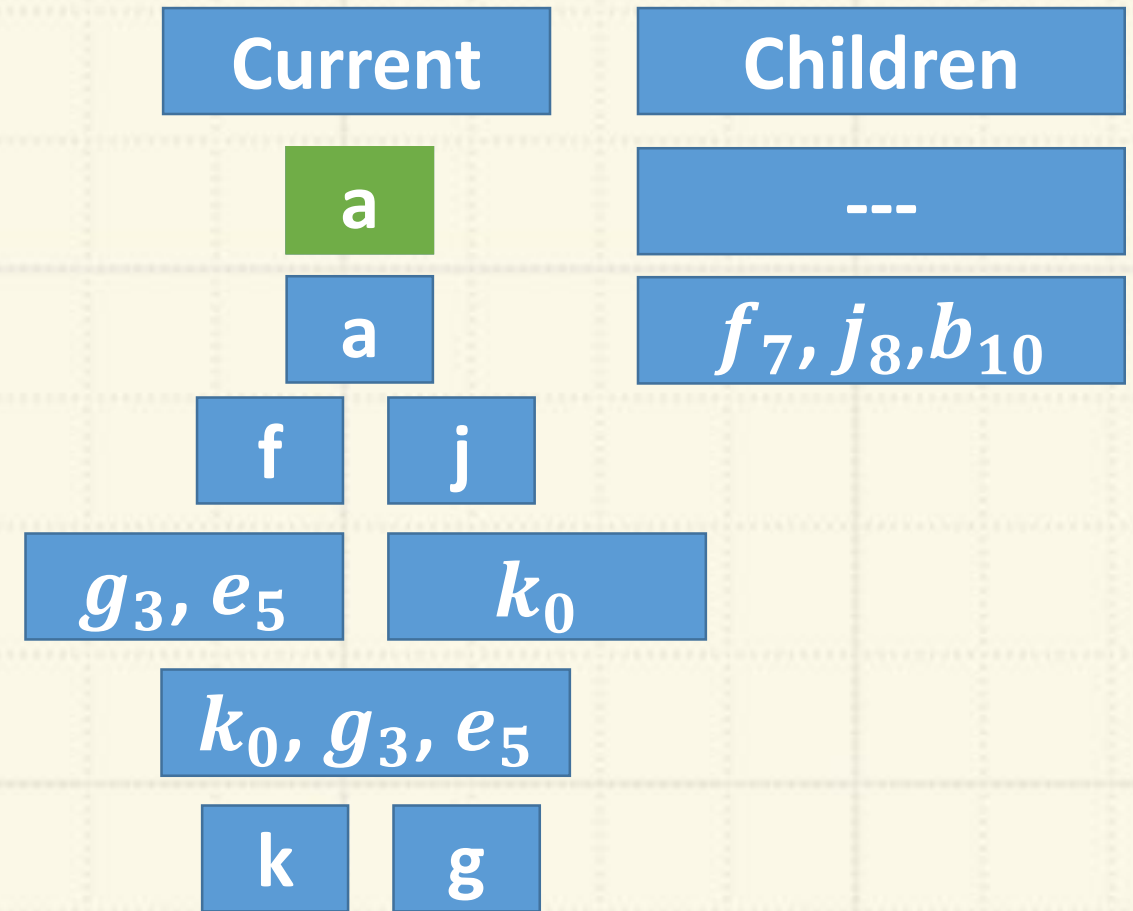 Current Children
a ---
a f₇, j₈,b₁₀
f j
g₃, e₅ k₀
k₀, g₃, e₅
k g